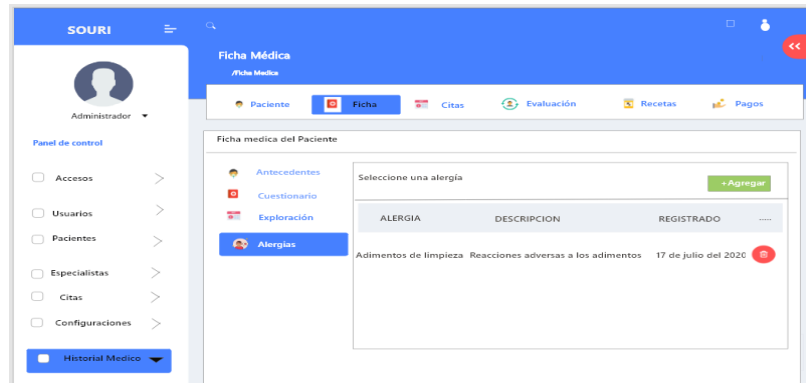 SOURI
Ficha Médica
/Ficha Medica
Administrador
Paciente Ficha Citas Evaluación Recetas Pagos
Panel de control
Ficha medica del Paciente
Accesos
Usuarios
Pacientes
Especialistas
Citas
Configuraciones
Historial Medico
Antecedentes
Cuestionario
Exploración
Alergias
Seleccione una alergía
+Agregar
ALERGIA DESCRIPCION REGISTRADO .....
Adimentos de limpieza Reacciones adversas a los adimentos 17 de julio del 2020